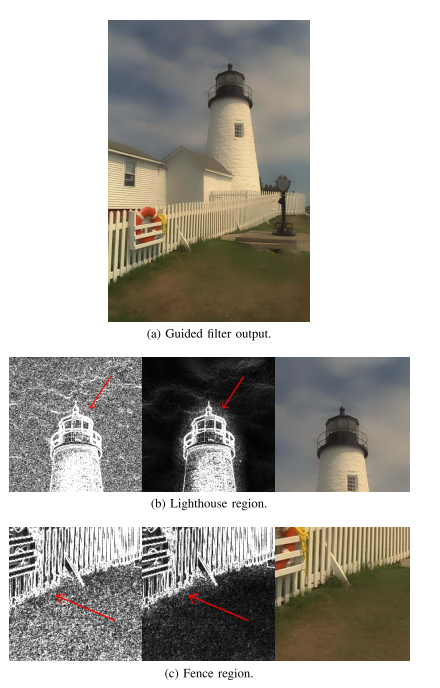 (a) Guided filter output.
(b) Lighthouse region.
(c) Fence region.